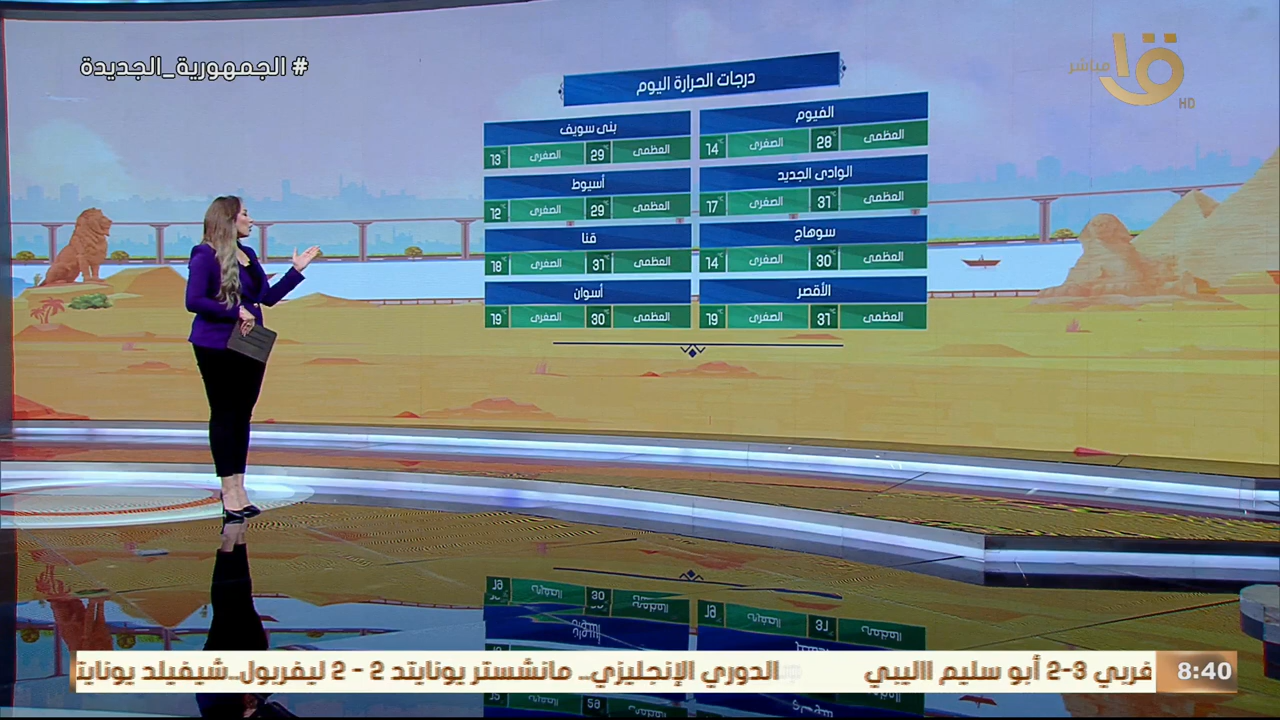 #الجمهورية_الجديدة
مباشر
HD
درجات الحرارة اليوم
الفيوم
العظمى 28°C الصغرى 14°C
بنى سويف
العظمى 29°C الصغرى 13°C
الوادى الجديد
العظمى 31°C الصغرى 17°C
أسيوط
العظمى 29°C الصغرى 12°C
سوهاج
العظمى 30°C الصغرى 14°C
قنا
العظمى 31°C الصغرى 18°C
الأقصر
العظمى 31°C الصغرى 19°C
أسوان
العظمى 30°C الصغرى 19°C
8:40
فربي 3-2 أبو سليم االليبي الدوري الإنجليزي.. مانشستر يونايتد 2 - 2 ليفربول..شيفيلد يونايت